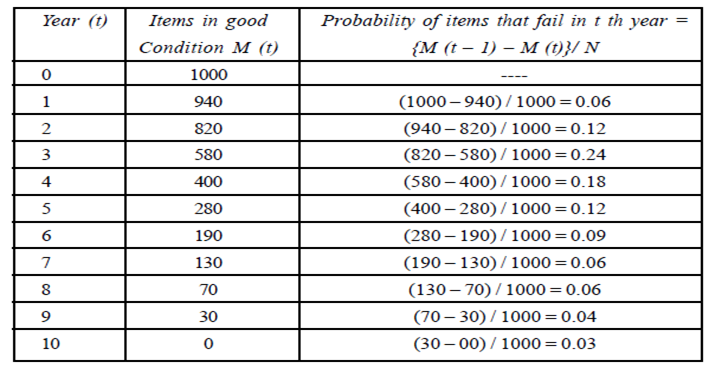 Year (t) Items in good Probability of items that fail in t th year =
Condition M (t) {M (t – 1) – M (t)}/ N
0 1000 ----
1 940 (1000 – 940) / 1000 = 0.06
2 820 (940 – 820) / 1000 = 0.12
3 580 (820 – 580) / 1000 = 0.24
4 400 (580 – 400) / 1000 = 0.18
5 280 (400 – 280) / 1000 = 0.12
6 190 (280 – 190) / 1000 = 0.09
7 130 (190 – 130) / 1000 = 0.06
8 70 (130 – 70) / 1000 = 0.06
9 30 (70 – 30) / 1000 = 0.04
10 0 (30 – 00) / 1000 = 0.03